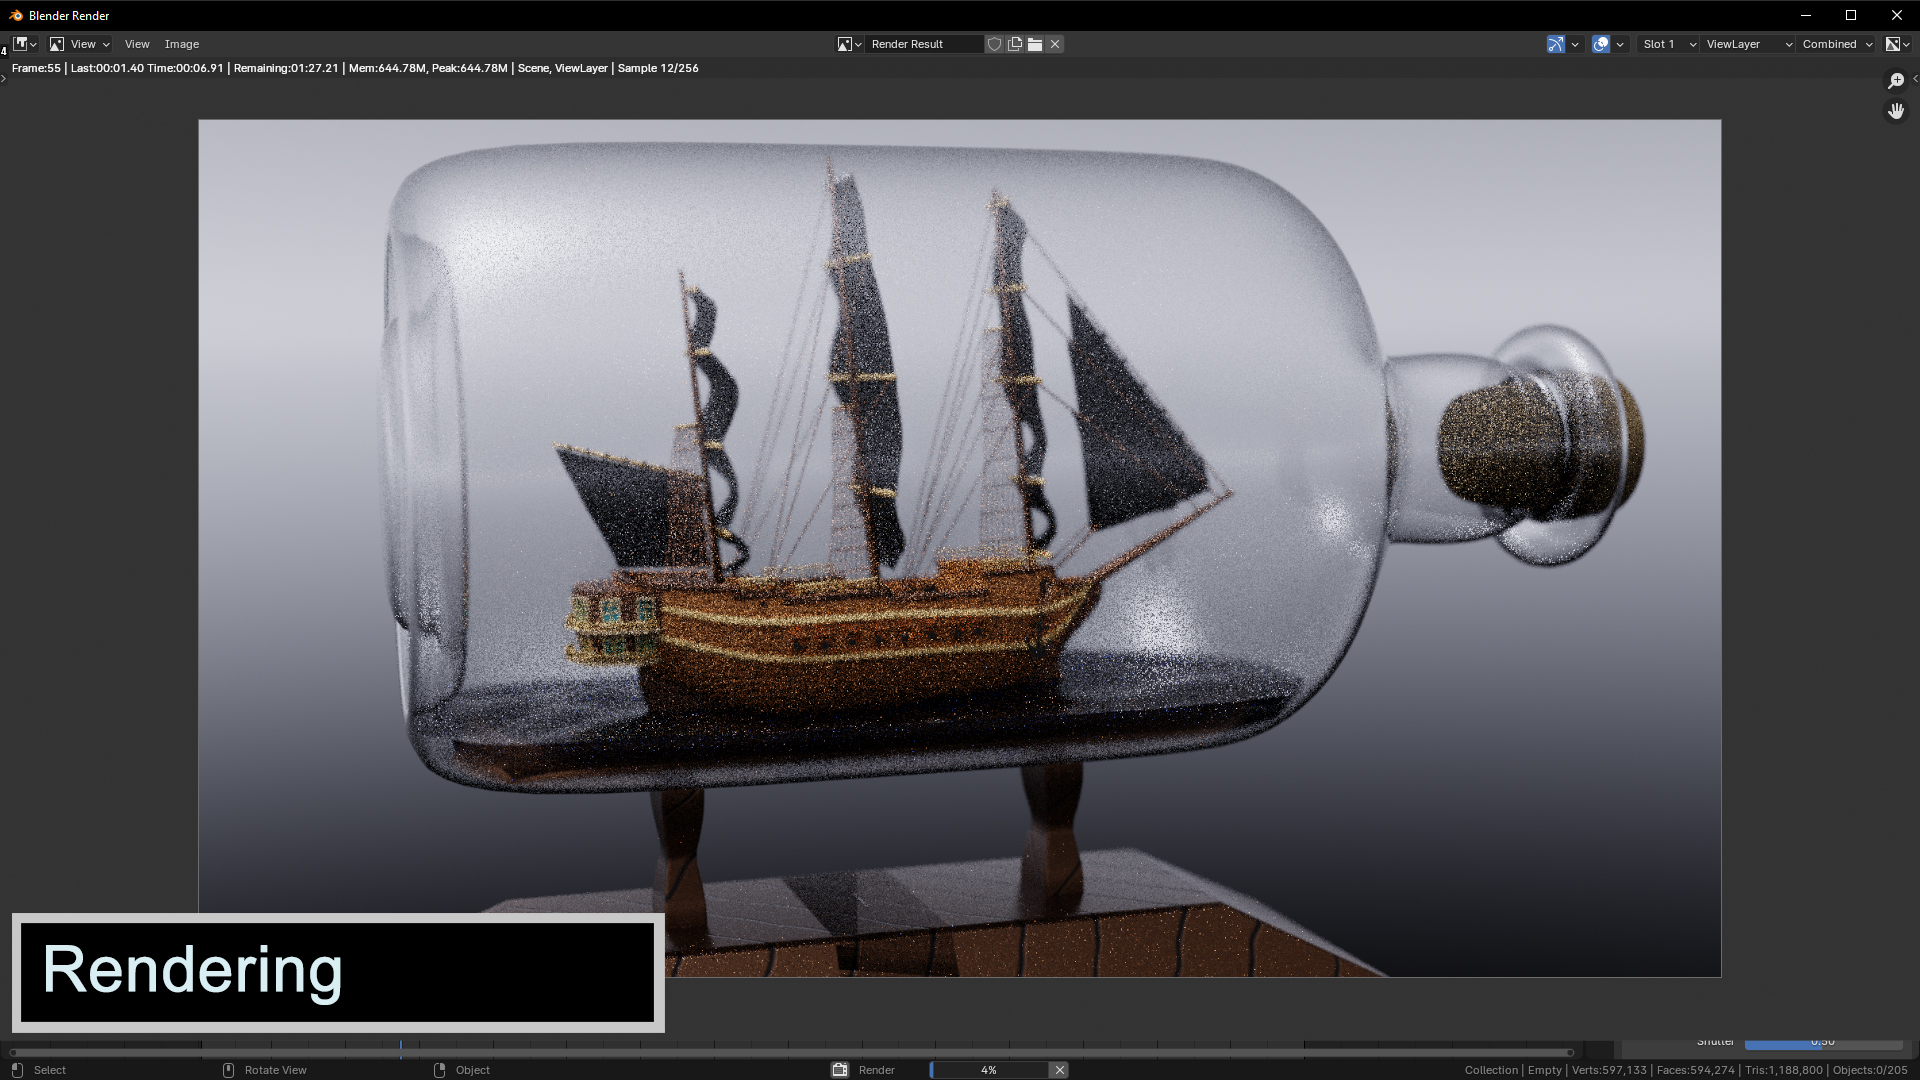 Blender Render
4
View
View
Image
Render Result
Slot 1
ViewLayer
Combined
Frame:55 | Last:00:01.40 Time:00:06.91 | Remaining:01:27.21 | Mem:644.78M, Peak:644.78M | Scene, ViewLayer | Sample 12/256
Rendering
Shutter
0.50
Select
Rotate View
Object
Render
4%
Collection | Empty | Verts:597,133 | Faces:594,274 | Tris:1,188,800 | Objects:0/205